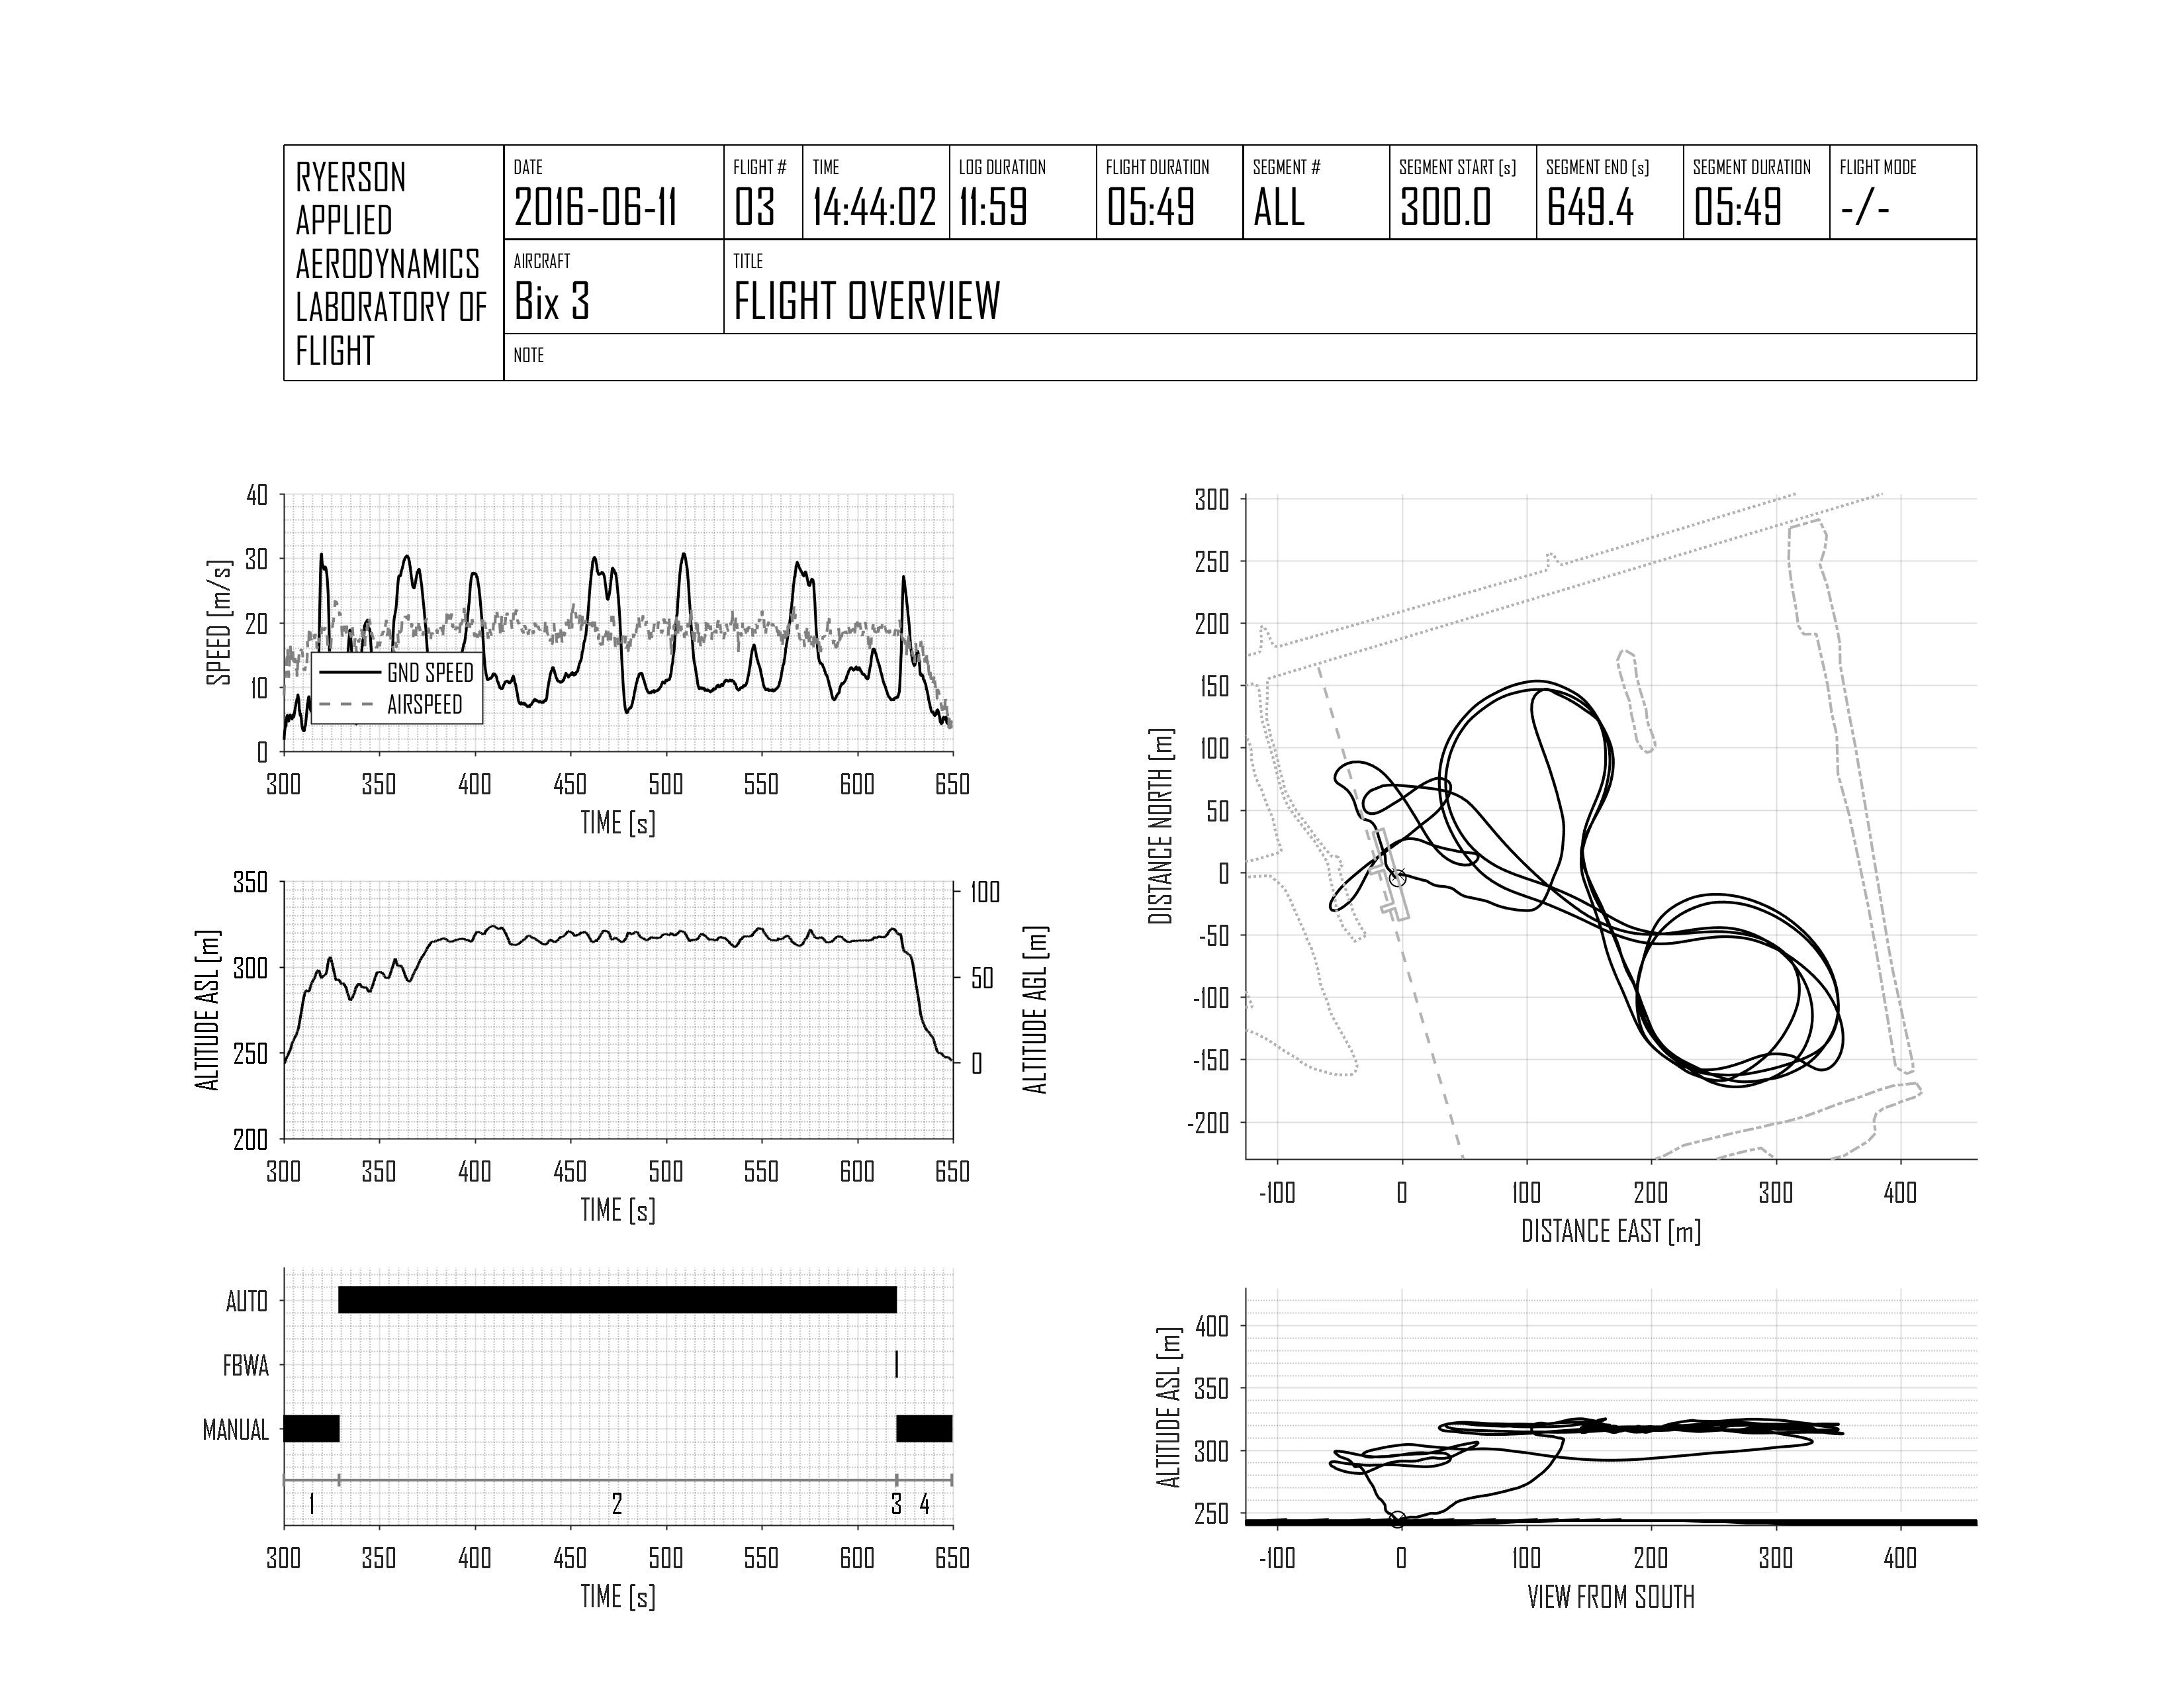 RYERSON
APPLIED
AERODYNAMICS
LABORATORY OF
FLIGHT
DATE
2016-06-11
FLIGHT #
03
TIME
14:44:02
LOG DURATION
11:59
FLIGHT DURATION
05:49
SEGMENT #
ALL
SEGMENT START [s]
300.0
SEGMENT END [s]
649.4
SEGMENT DURATION
05:49
FLIGHT MODE
-/-
AIRCRAFT
Bix 3
TITLE
FLIGHT OVERVIEW
NOTE
SPEED [m/s]
40
30
20
10
0
GND SPEED
AIRSPEED
300 350 400 450 500 550 600 650
TIME [s]
ALTITUDE ASL [m]
350
300
250
200
100
50
0
ALTITUDE AGL [m]
300 350 400 450 500 550 600 650
TIME [s]
AUTO
FBWA
MANUAL
1 2 3 4
300 350 400 450 500 550 600 650
TIME [s]
DISTANCE NORTH [m]
300
250
200
150
100
50
0
-50
-100
-150
-200
-100 0 100 200 300 400
DISTANCE EAST [m]
ALTITUDE ASL [m]
400
350
300
250
-100 0 100 200 300 400
VIEW FROM SOUTH